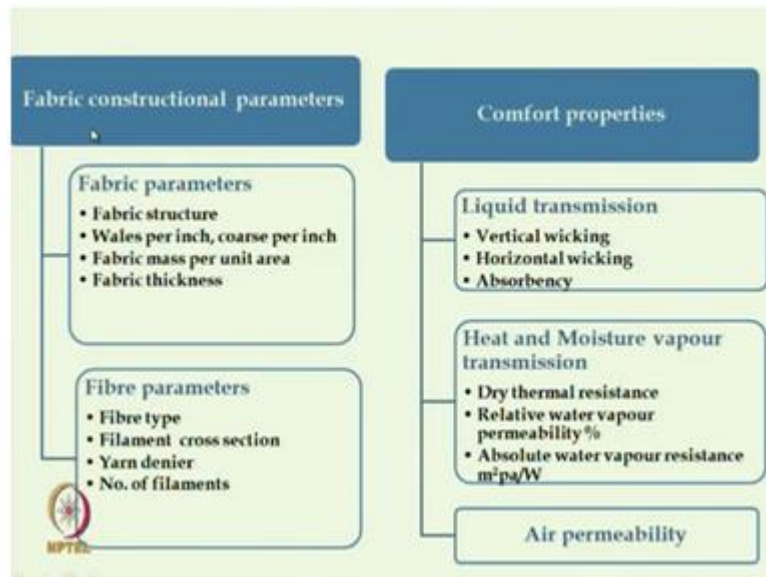 Fabric constructional parameters
Fabric parameters
• Fabric structure
• Wales per inch, coarse per inch
• Fabric mass per unit area
• Fabric thickness
Fibre parameters
• Fibre type
• Filament cross section
• Yarn denier
• No. of filaments
NPTEL
Comfort properties
Liquid transmission
• Vertical wicking
• Horizontal wicking
• Absorbency
Heat and Moisture vapour
transmission
• Dry thermal resistance
• Relative water vapour
permeability %
• Absolute water vapour resistance
m²pa/W
Air permeability